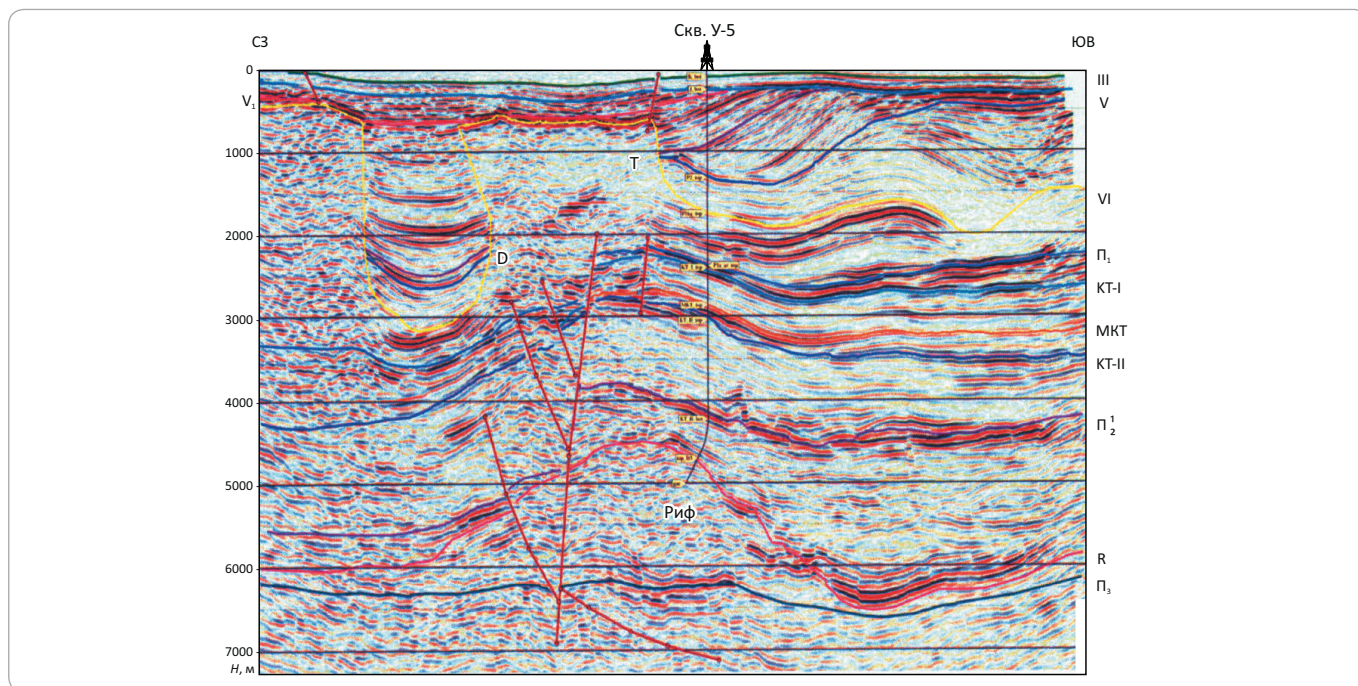 Скв. У-5
СЗ
ЮВ
0
III
V₁
V
1000
T
VI
2000
D
П₁
КТ-I
3000
МКТ
КТ-II
4000
П₂¹
5000
Риф
R
6000
П₃
7000
H, м